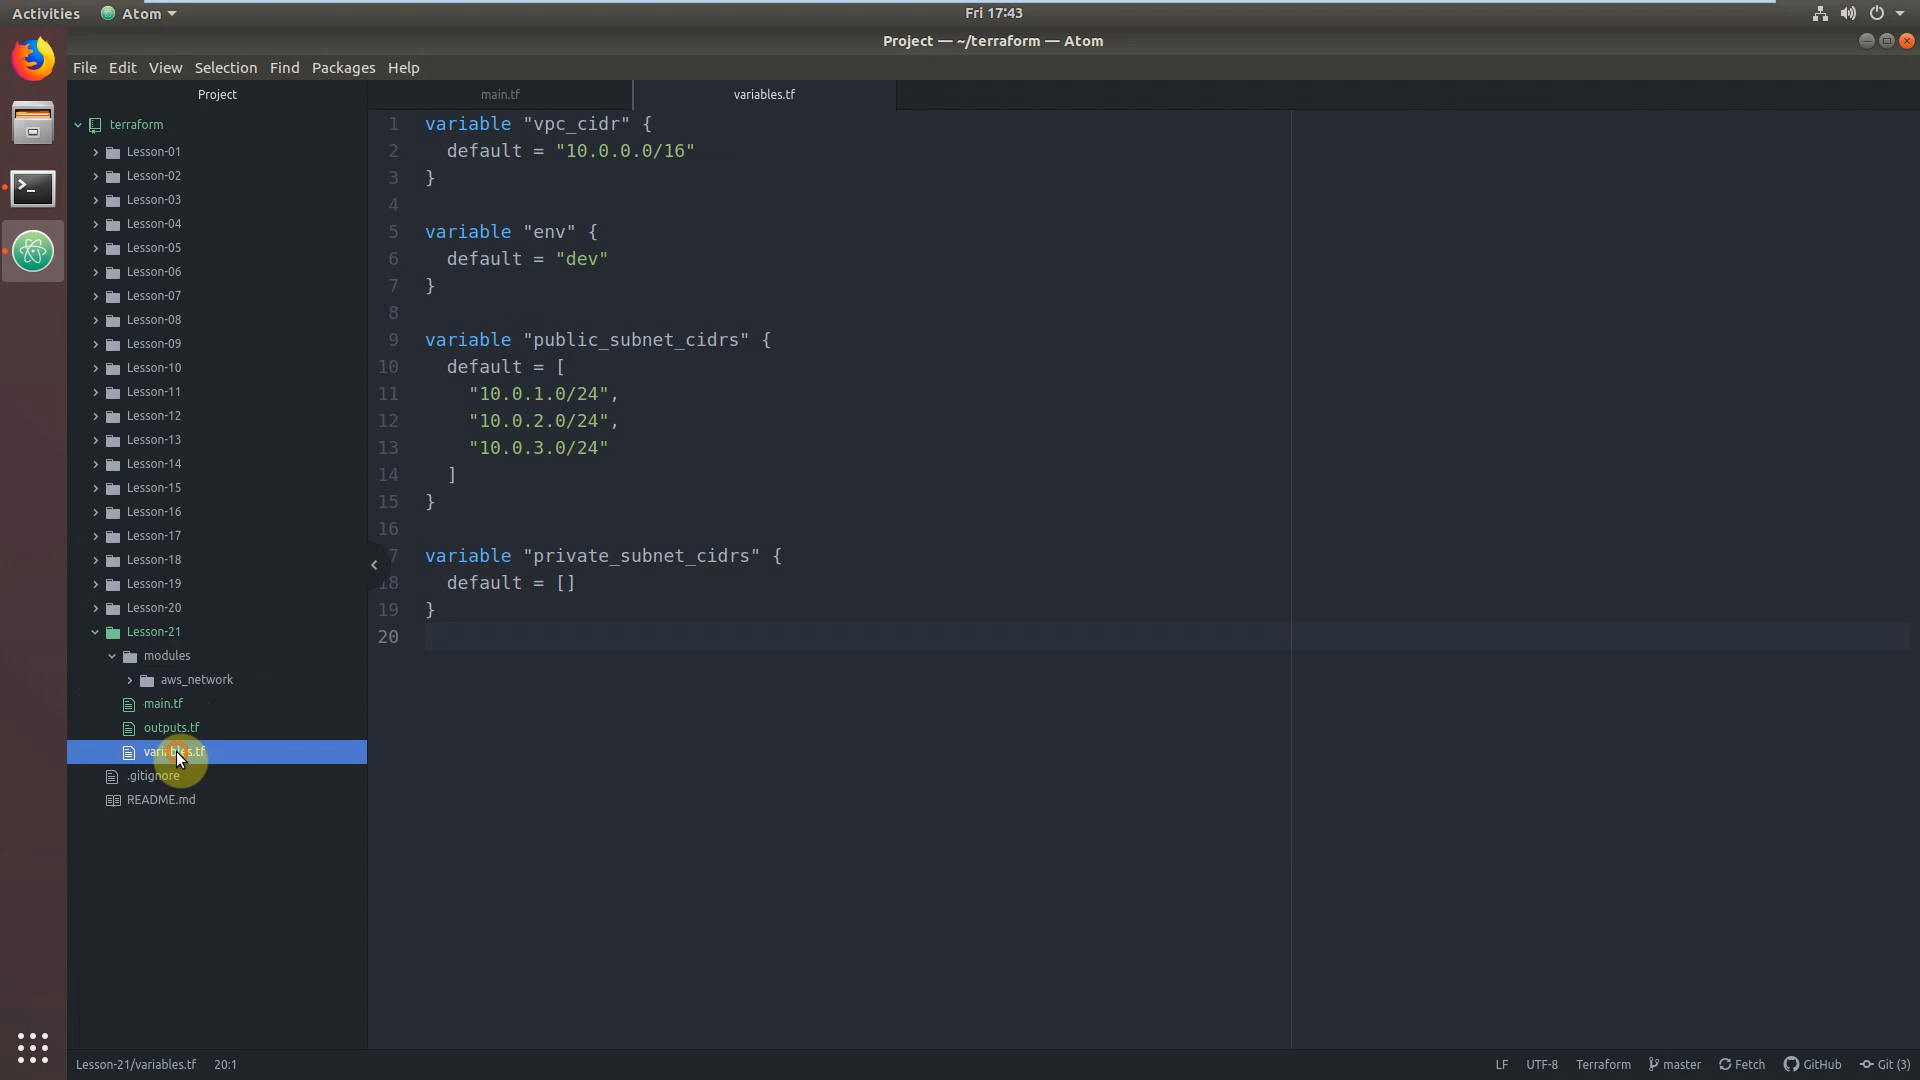 Activities
Atom
Fri 17:43
Project — ~/terraform — Atom
File Edit View Selection Find Packages Help
Project
main.tf
variables.tf
terraform
Lesson-01
Lesson-02
Lesson-03
Lesson-04
Lesson-05
Lesson-06
Lesson-07
Lesson-08
Lesson-09
Lesson-10
Lesson-11
Lesson-12
Lesson-13
Lesson-14
Lesson-15
Lesson-16
Lesson-17
Lesson-18
Lesson-19
Lesson-20
Lesson-21
modules
aws_network
main.tf
outputs.tf
variables.tf
.gitignore
README.md
1 variable "vpc_cidr" {
2 default = "10.0.0.0/16"
3 }
4
5 variable "env" {
6 default = "dev"
7 }
8
9 variable "public_subnet_cidrs" {
10 default = [
11 "10.0.1.0/24",
12 "10.0.2.0/24",
13 "10.0.3.0/24"
14 ]
15 }
16
7 variable "private_subnet_cidrs" {
18 default = []
19 }
20
Lesson-21/variables.tf 20:1
LF UTF-8 Terraform master Fetch GitHub Git (3)